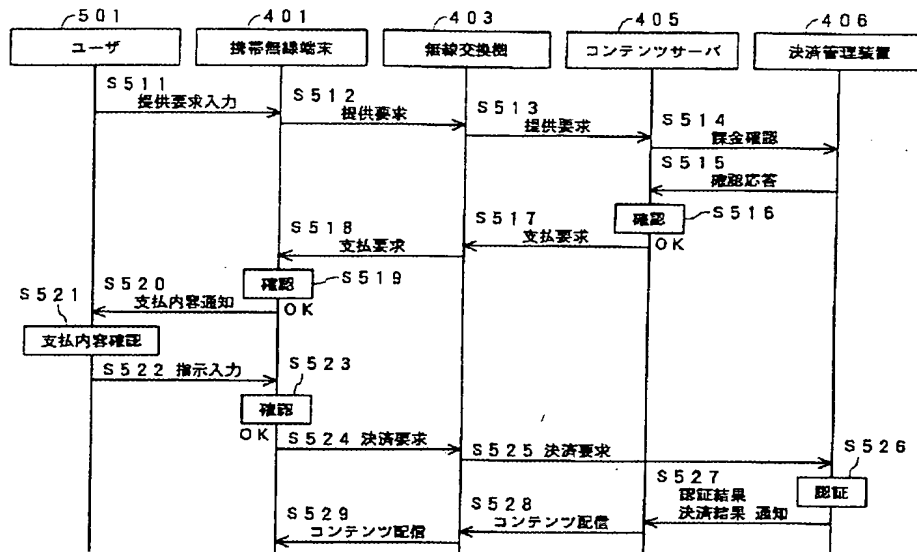 501
401
403
405
406
ユーザ
携帯無線端末
無線交換機
コンテンツサーバ
決済管理装置
S511
提供要求入力
S512
提供要求
S513
提供要求
S514
課金確認
S515
確認応答
確認
S516
OK
S517
支払要求
S518
支払要求
確認
S519
OK
S520
支払内容通知
S521
支払内容確認
S522 指示入力
S523
確認
OK
S524 決済要求
S525 決済要求
S526
認証
S527
認証結果
決済結果 通知
S528
コンテンツ配信
S529
コンテンツ配信